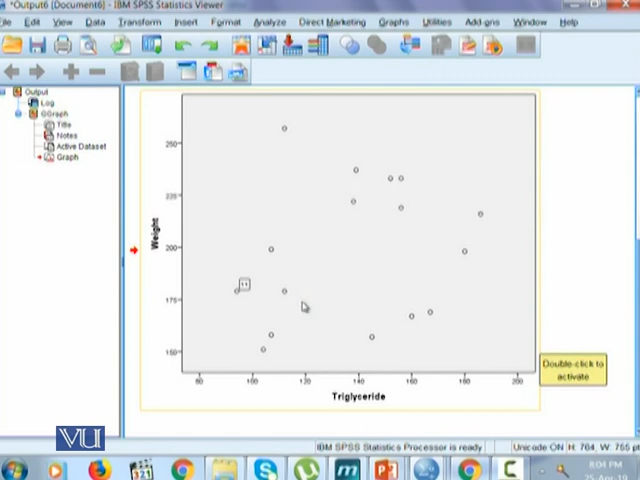 *Output6 [Document6] - IBM SPSS Statistics Viewer
File Edit View Data Transform Insert Format Analyze Direct Marketing Graphs Utilities Add-ons Window Help
Output
Log
GGraph
Title
Notes
Active Dataset
Graph
Weight
250
225
200
175
150
80 100 120 140 160 180 200
Triglyceride
Double-click to
activate
VU
IBM SPSS Statistics Processor is ready Unicode:ON H: 764, W: 765 pt
321
m
P
C
8:04 PM
25-Apr-19